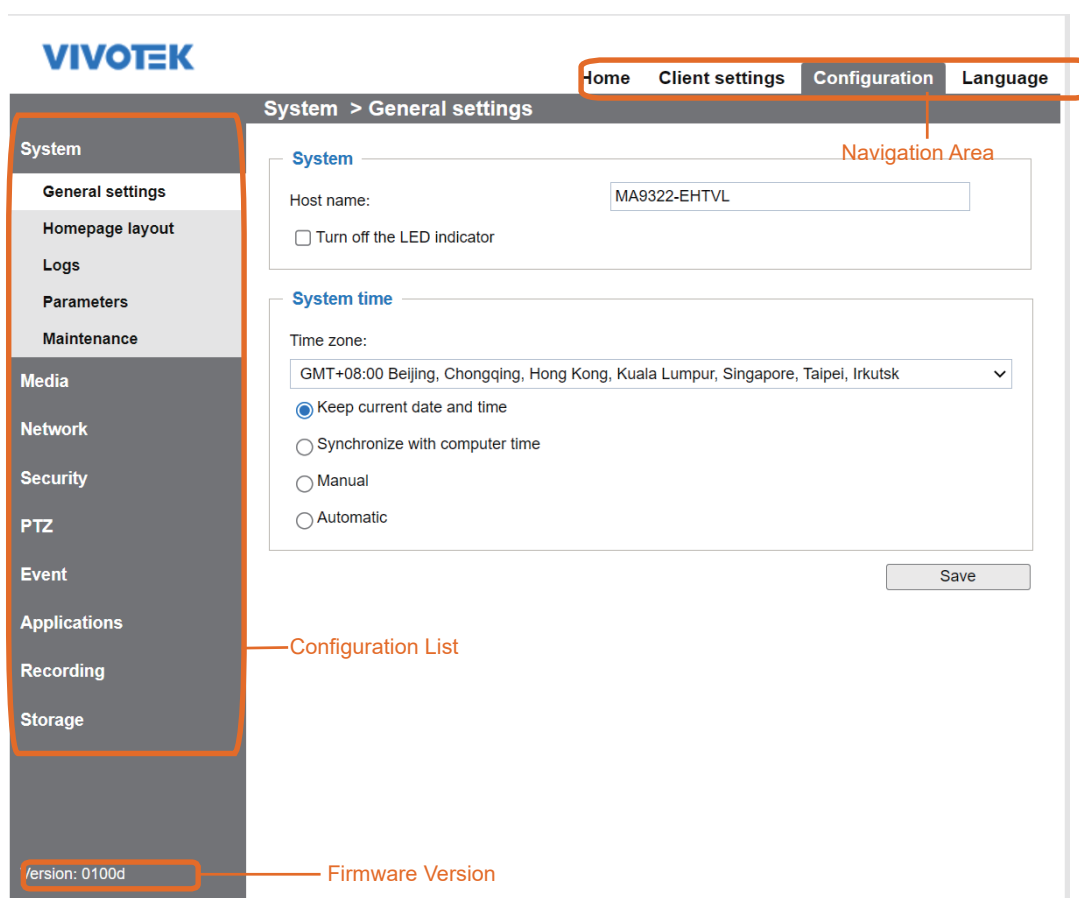 VIVOTEK
Home Client settings Configuration Language
System > General settings
Navigation Area
System
General settings
Homepage layout
Logs
Parameters
Maintenance
Media
Network
Security
PTZ
Event
Applications
Recording
Storage
Configuration List
Version: 0100d
Firmware Version
System
Host name: MA9322-EHTVL
Turn off the LED indicator
System time
Time zone:
GMT+08:00 Beijing, Chongqing, Hong Kong, Kuala Lumpur, Singapore, Taipei, Irkutsk
Keep current date and time
Synchronize with computer time
Manual
Automatic
Save